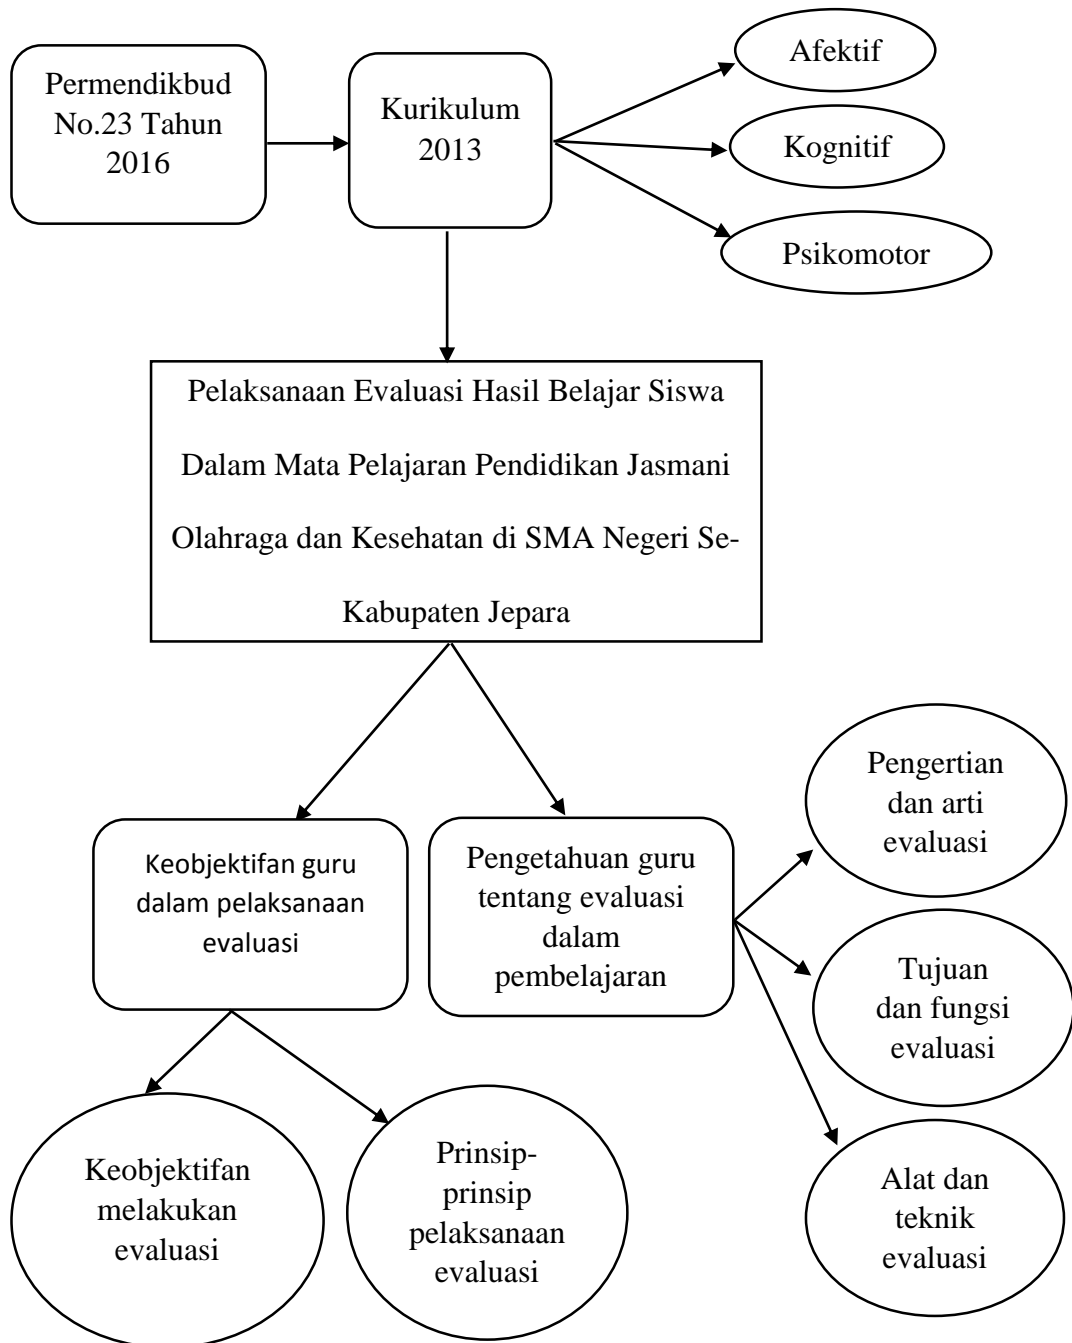 Permendikbud
No.23 Tahun
2016
Kurikulum
2013
Afektif
Kognitif
Psikomotor
Pelaksanaan Evaluasi Hasil Belajar Siswa
Dalam Mata Pelajaran Pendidikan Jasmani
Olahraga dan Kesehatan di SMA Negeri Se-
Kabupaten Jepara
Keobjektifan guru
dalam pelaksanaan
evaluasi
Pengetahuan guru
tentang evaluasi
dalam
pembelajaran
Pengertian
dan arti
evaluasi
Tujuan
dan fungsi
evaluasi
Alat dan
teknik
evaluasi
Keobjektifan
melakukan
evaluasi
Prinsip-
prinsip
pelaksanaan
evaluasi